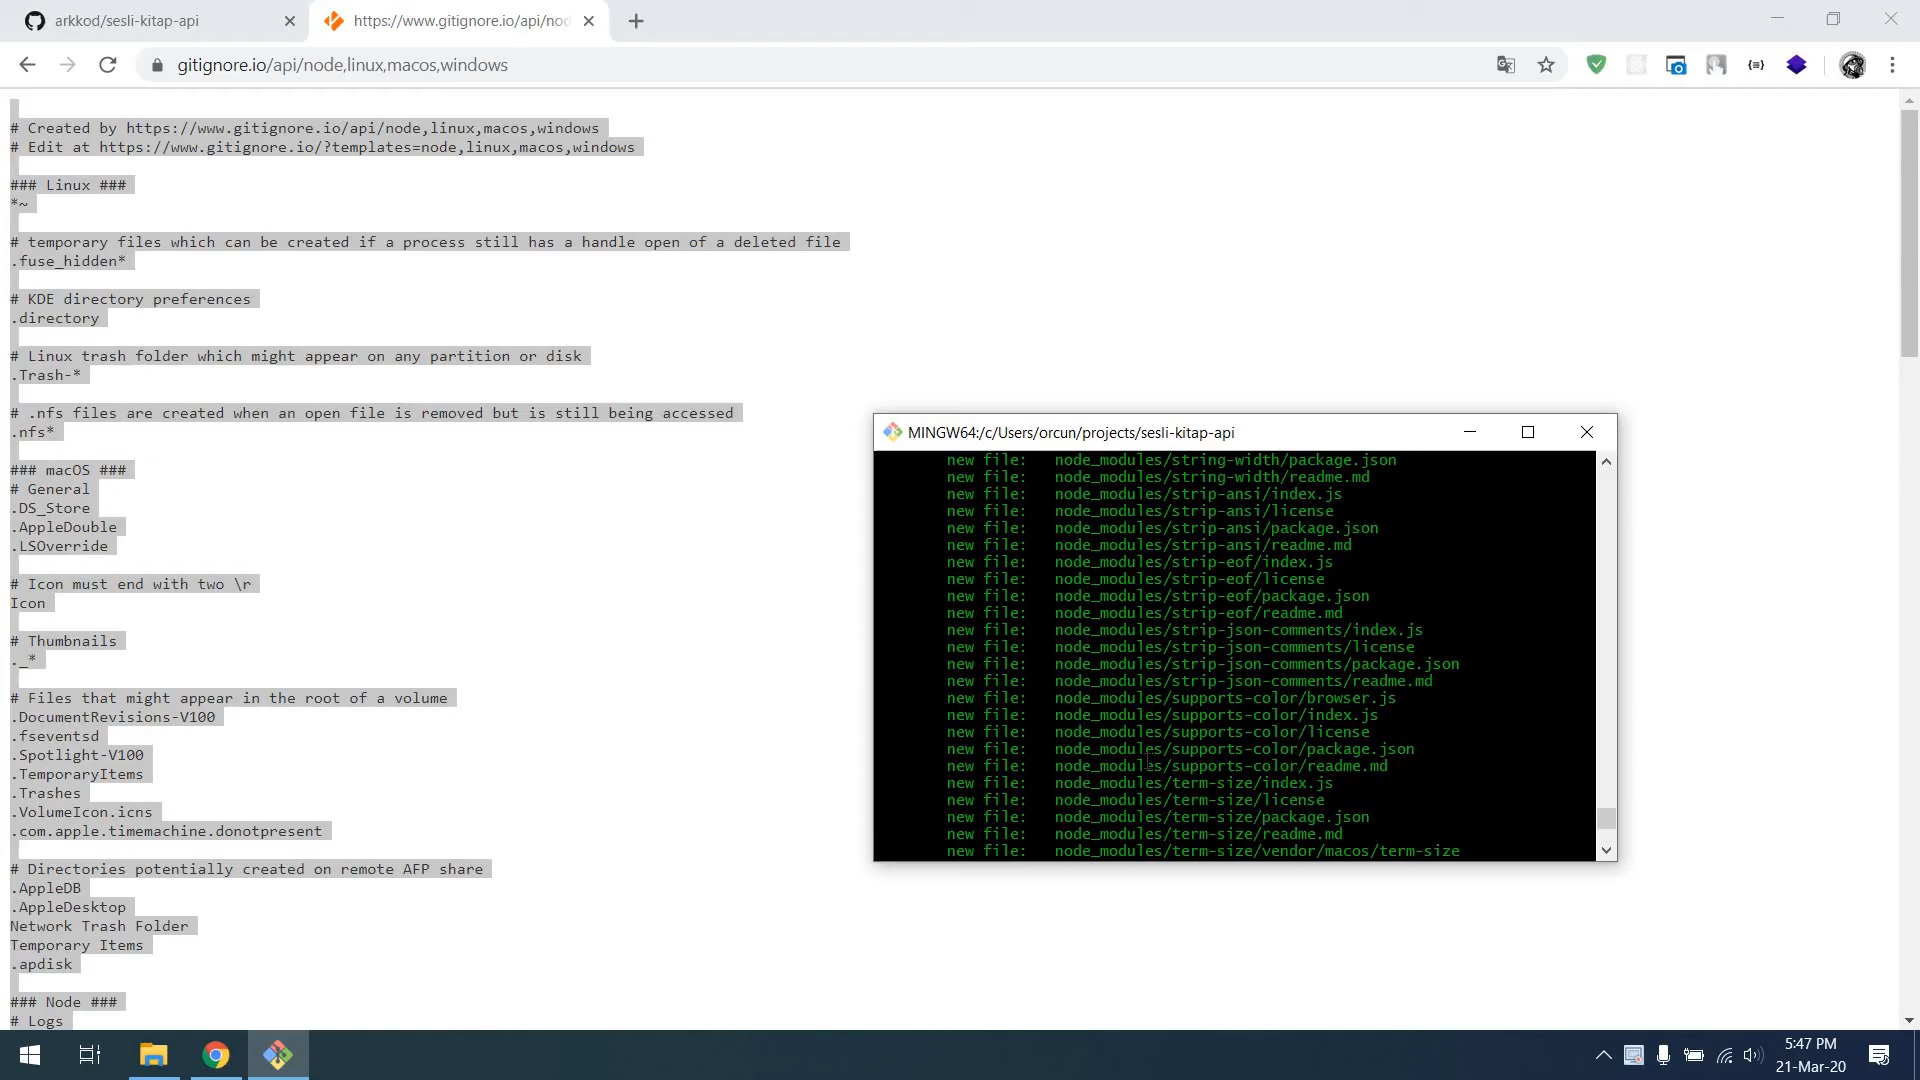 arkkod/sesli-kitap-api
https://www.gitignore.io/api/nod
gitignore.io/api/node,linux,macos,windows
# Created by https://www.gitignore.io/api/node,linux,macos,windows
# Edit at https://www.gitignore.io/?templates=node,linux,macos,windows
### Linux ###
*~
# temporary files which can be created if a process still has a handle open of a deleted file
.fuse_hidden*
# KDE directory preferences
.directory
# Linux trash folder which might appear on any partition or disk
.Trash-*
# .nfs files are created when an open file is removed but is still being accessed
.nfs*
### macOS ###
# General
.DS_Store
.AppleDouble
.LSOverride
# Icon must end with two \r
Icon
# Thumbnails
._*
# Files that might appear in the root of a volume
.DocumentRevisions-V100
.fseventsd
.Spotlight-V100
.TemporaryItems
.Trashes
.VolumeIcon.icns
.com.apple.timemachine.donotpresent
# Directories potentially created on remote AFP share
.AppleDB
.AppleDesktop
Network Trash Folder
Temporary Items
.apdisk
### Node ###
# Logs
MINGW64:/c/Users/orcun/projects/sesli-kitap-api
new file: node_modules/string-width/package.json
new file: node_modules/string-width/readme.md
new file: node_modules/strip-ansi/index.js
new file: node_modules/strip-ansi/license
new file: node_modules/strip-ansi/package.json
new file: node_modules/strip-ansi/readme.md
new file: node_modules/strip-eof/index.js
new file: node_modules/strip-eof/license
new file: node_modules/strip-eof/package.json
new file: node_modules/strip-eof/readme.md
new file: node_modules/strip-json-comments/index.js
new file: node_modules/strip-json-comments/license
new file: node_modules/strip-json-comments/package.json
new file: node_modules/strip-json-comments/readme.md
new file: node_modules/supports-color/browser.js
new file: node_modules/supports-color/index.js
new file: node_modules/supports-color/license
new file: node_modules/supports-color/package.json
new file: node_modules/supports-color/readme.md
new file: node_modules/term-size/index.js
new file: node_modules/term-size/license
new file: node_modules/term-size/package.json
new file: node_modules/term-size/readme.md
new file: node_modules/term-size/vendor/macos/term-size
5:47 PM
21-Mar-20